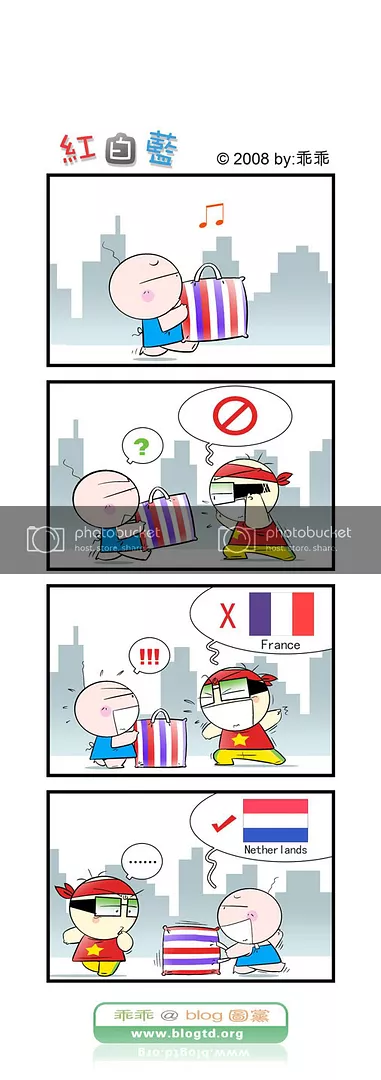 紅白藍
© 2008 by:乖乖
?
photobucket
host. store. share.
photobucket
host. store. share.
X
France
!!!
......
Netherlands
乖乖 @ blog 圖黨
www.blogtd.org